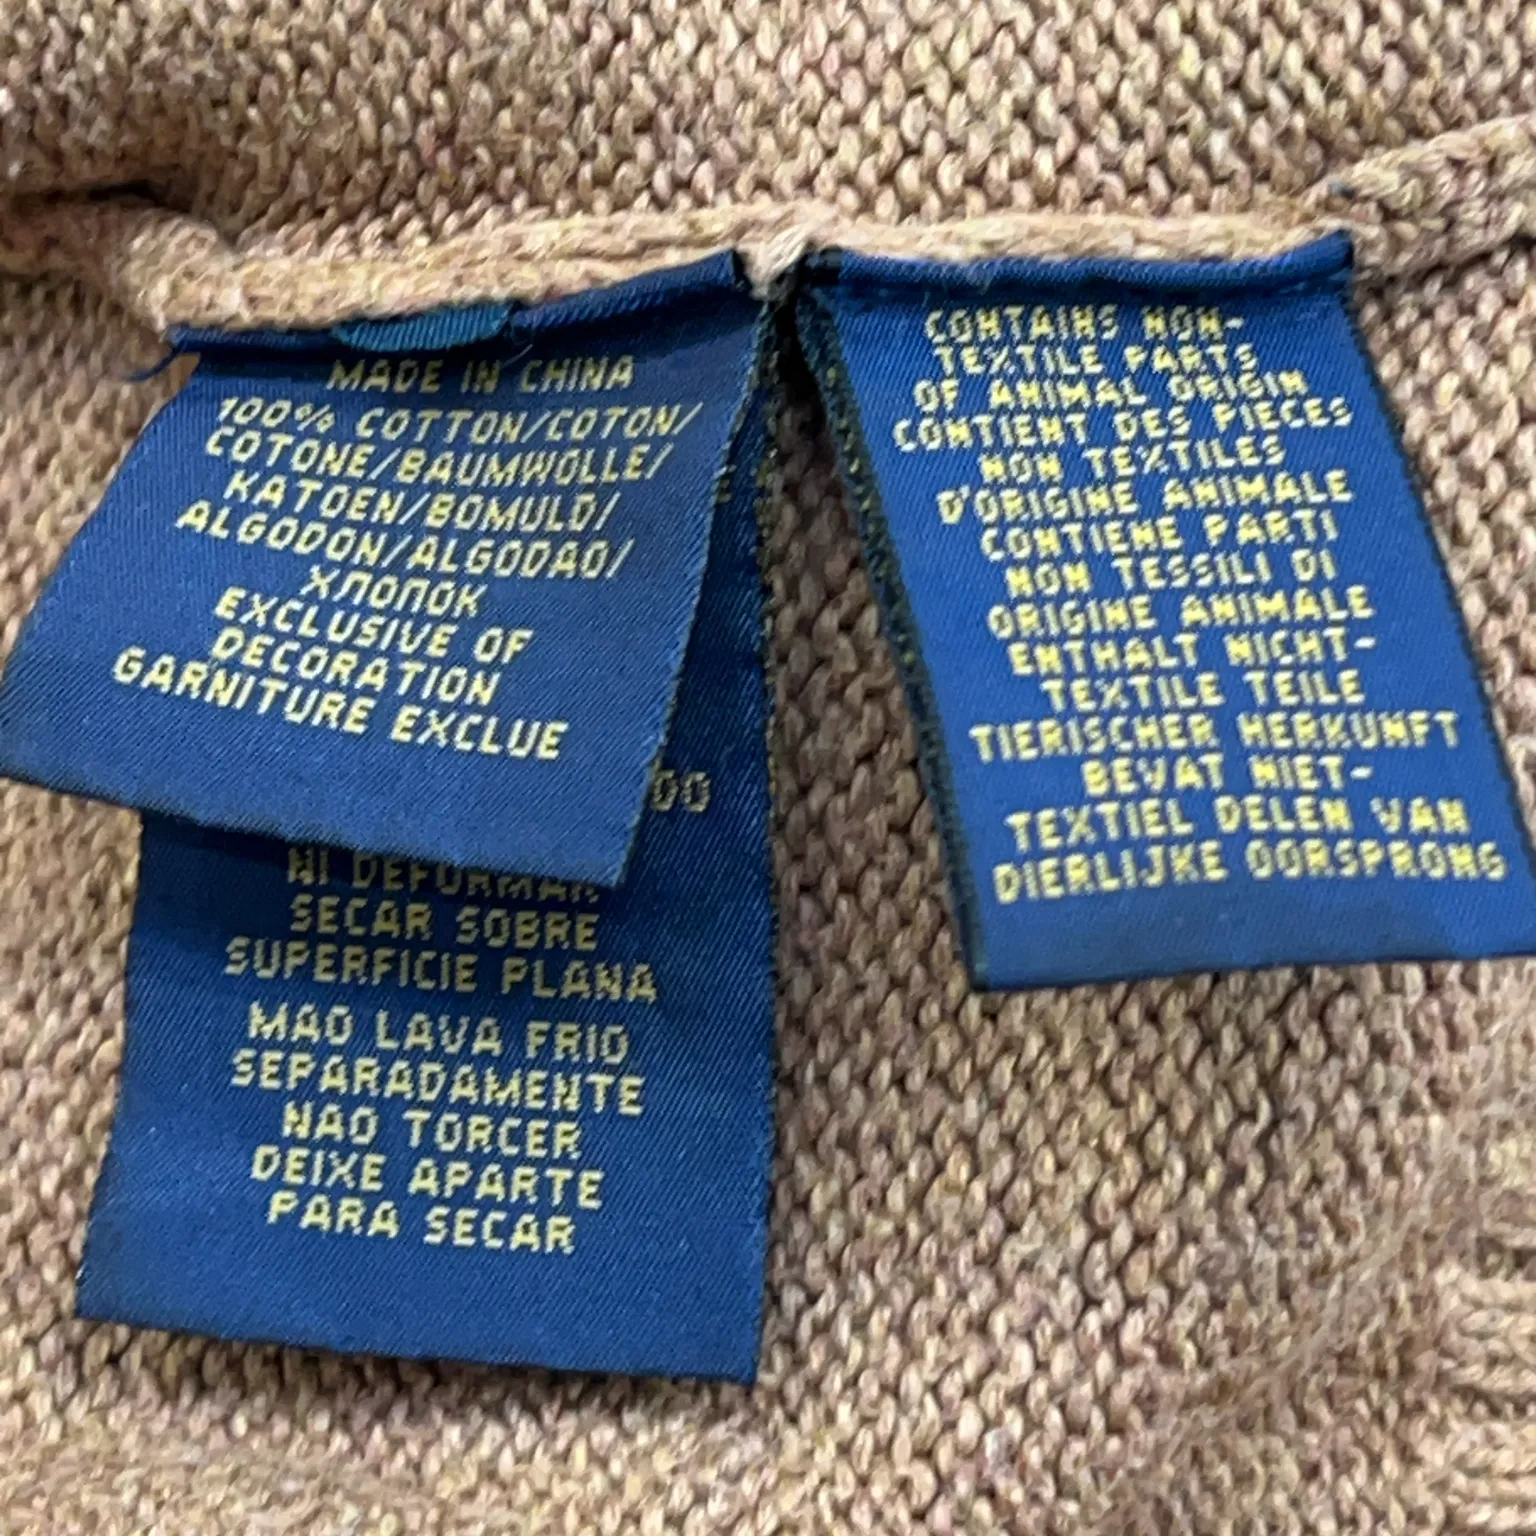 MADE IN CHINA
100% COTTON/COTON/
COTONE/BAUMWOLLE/
KATOEN/BOMULD/
ALGODON/ALGODAO/
ХЛОПОК
EXCLUSIVE OF
DECORATION
GARNITURE EXCLUE
DO
NI DEFORMAR
SECAR SOBRE
SUPERFICIE PLANA
MAO LAVA FRIO
SEPARADAMENTE
NAO TORCER
DEIXE APARTE
PARA SECAR
CONTAINS NON-
TEXTILE PARTS
OF ANIMAL ORIGIN
CONTIENT DES PIECES
NON TEXTILES
D'ORIGINE ANIMALE
CONTIENE PARTI
NON TESSILI DI
ORIGINE ANIMALE
ENTHALT NICHT-
TEXTILE TEILE
TIERISCHER HERKUNFT
BEVAT NIET-
TEXTIEL DELEN VAN
DIERLIJKE OORSPRONG